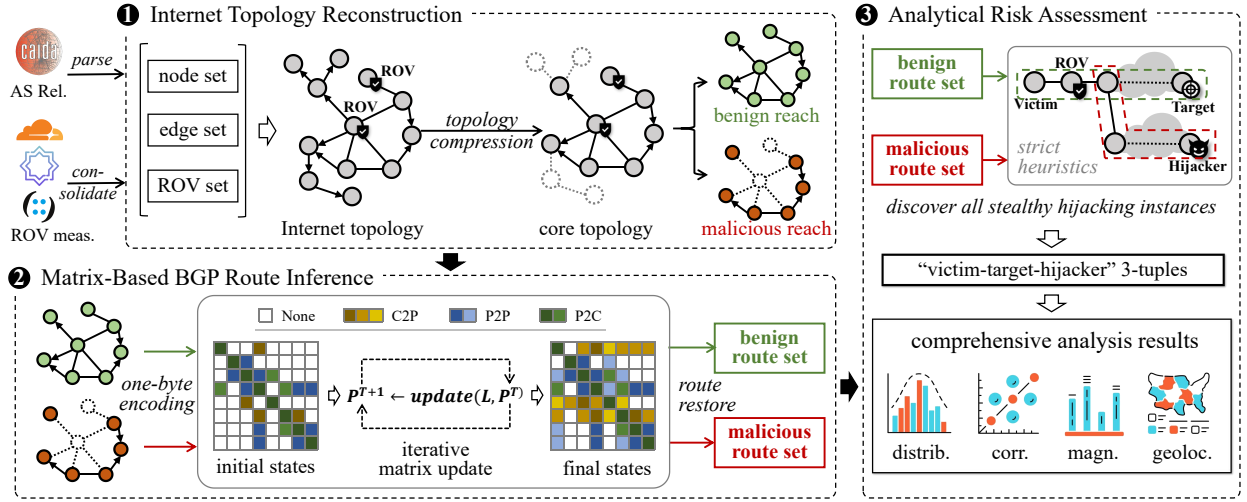 1 Internet Topology Reconstruction
caida
AS Rel.
parse
con-
solidate
ROV meas.
node set
edge set
ROV set
ROV
ROV
Internet topology
topology
compression
core topology
benign reach
malicious reach
2 Matrix-Based BGP Route Inference
one-byte
encoding
None
C2P
P2P
P2C
initial states
P^{T+1} ← update(L, P^T)
iterative
matrix update
final states
route
restore
benign
route set
malicious
route set
3 Analytical Risk Assessment
benign
route set
malicious
route set
ROV
Victim
Target
strict
heuristics
Hijacker
discover all stealthy hijacking instances
“victim-target-hijacker” 3-tuples
comprehensive analysis results
distrib.
corr.
magn.
geoloc.